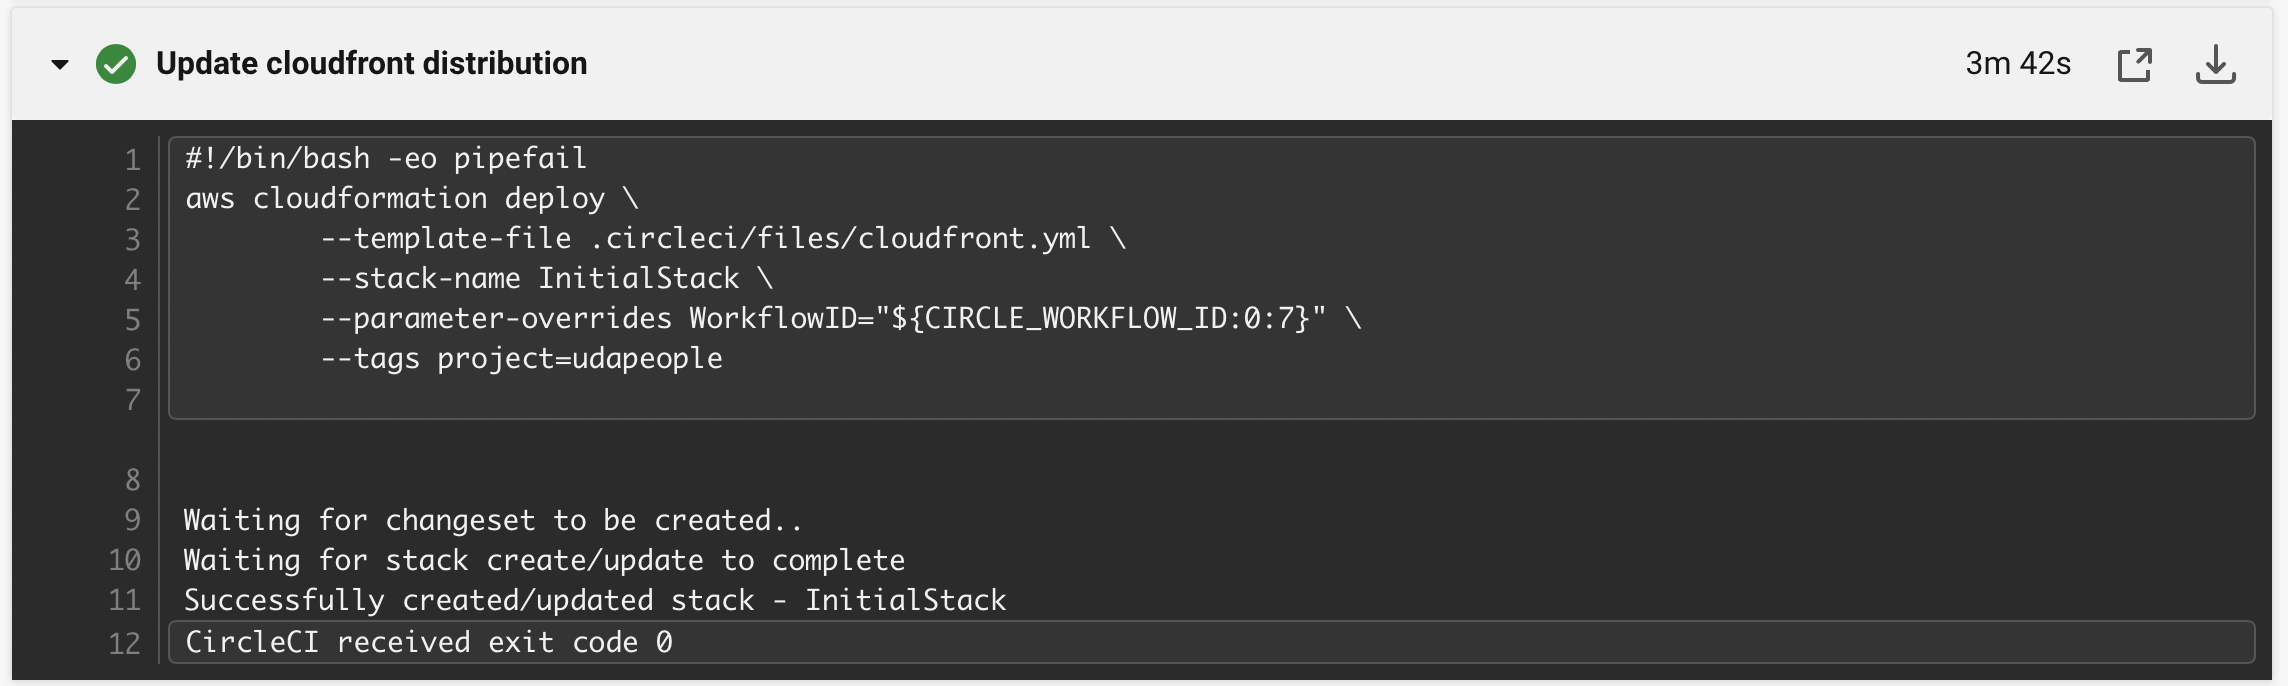 Update cloudfront distribution
3m 42s
1 #!/bin/bash -eo pipefail
2 aws cloudformation deploy \
3         --template-file .circleci/files/cloudfront.yml \
4         --stack-name InitialStack \
5         --parameter-overrides WorkflowID="${CIRCLE_WORKFLOW_ID:0:7}" \
6         --tags project=udapeople
7
8
9 Waiting for changeset to be created..
10 Waiting for stack create/update to complete
11 Successfully created/updated stack - InitialStack
12 CircleCI received exit code 0